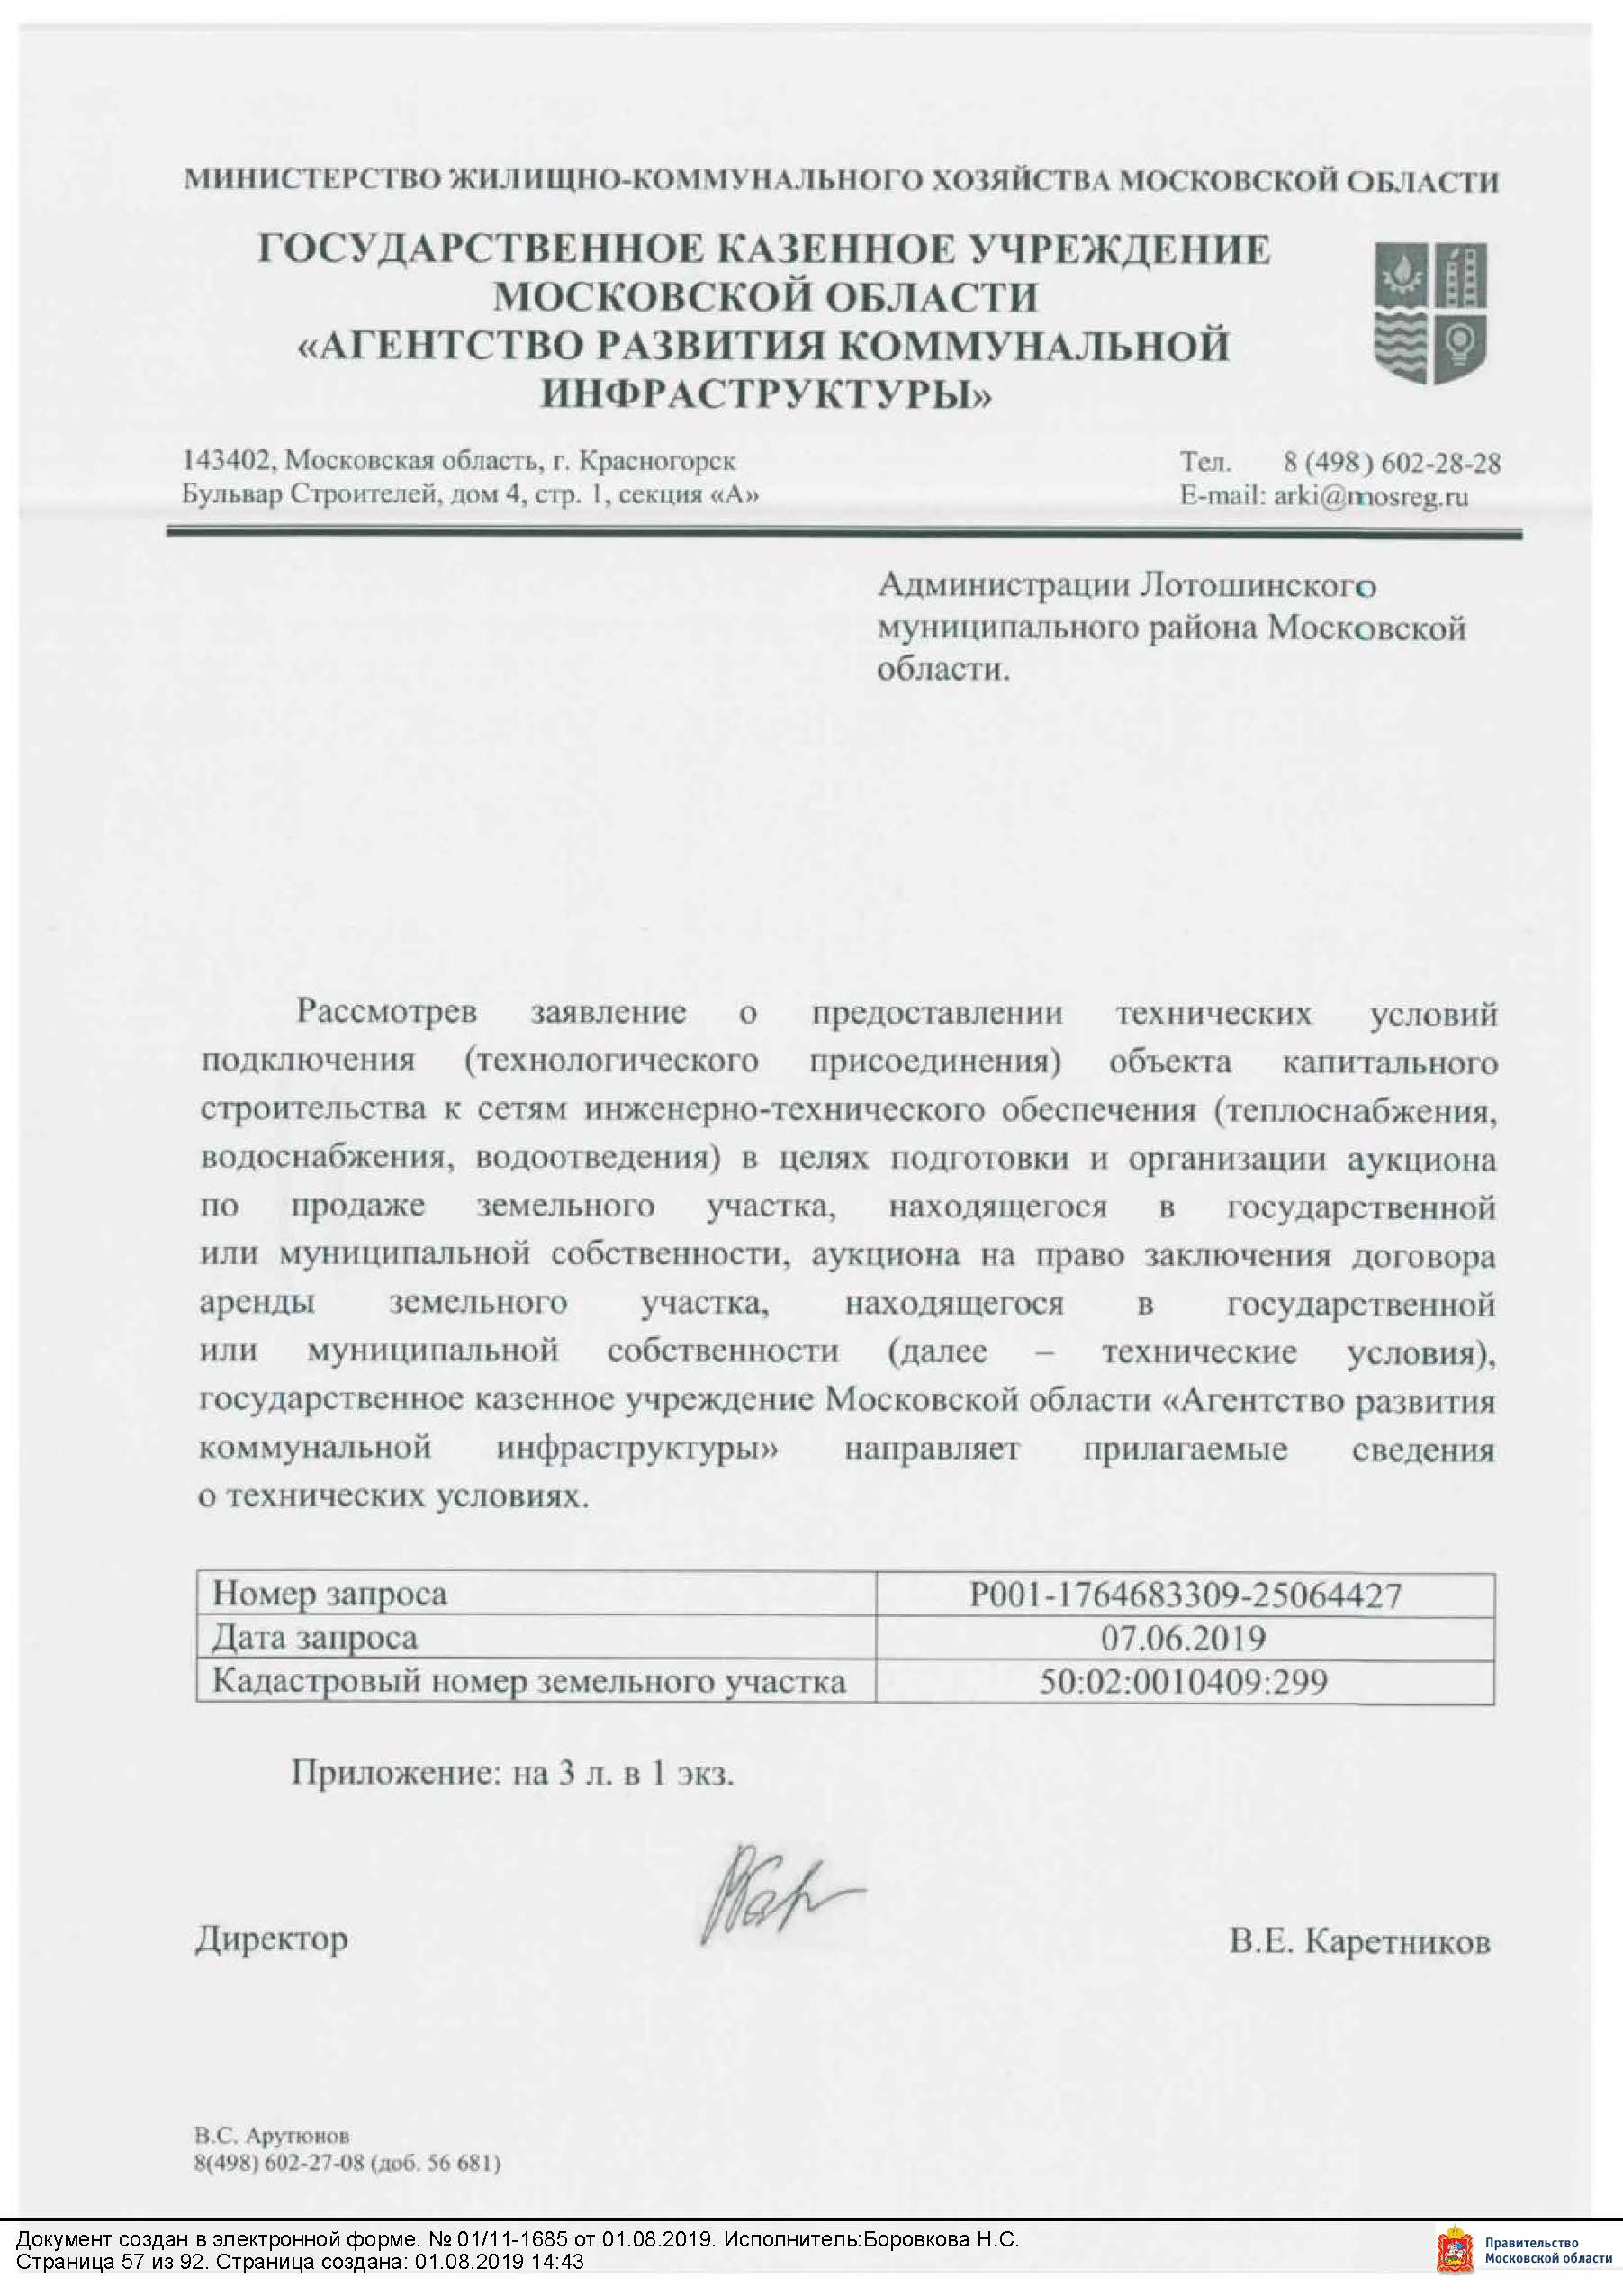 МИНИСТЕРСТВО ЖИЛИЩНО-КОММУНАЛЬНОГО ХОЗЯЙСТВА МОСКОВСКОЙ ОБЛАСТИ
ГОСУДАРСТВЕННОЕ КАЗЕННОЕ УЧРЕЖДЕНИЕ
МОСКОВСКОЙ ОБЛАСТИ
«АГЕНТСТВО РАЗВИТИЯ КОММУНАЛЬНОЙ
ИНФРАСТРУКТУРЫ»
143402, Московская область, г. Красногорск
Бульвар Строителей, дом 4, стр. 1, секция «А»
Тел. 8 (498) 602-28-28
E-mail: arki@mosreg.ru
Администрации Лотошинского
муниципального района Московской
области.
Рассмотрев заявление о предоставлении технических условий
подключения (технологического присоединения) объекта капитального
строительства к сетям инженерно-технического обеспечения (теплоснабжения,
водоснабжения, водоотведения) в целях подготовки и организации аукциона
по продаже земельного участка, находящегося в государственной
или муниципальной собственности, аукциона на право заключения договора
аренды земельного участка, находящегося в государственной
или муниципальной собственности (далее – технические условия),
государственное казенное учреждение Московской области «Агентство развития
коммунальной инфраструктуры» направляет прилагаемые сведения
о технических условиях.
Номер запроса P001-1764683309-25064427
Дата запроса 07.06.2019
Кадастровый номер земельного участка 50:02:0010409:299
Приложение: на 3 л. в 1 экз.
Директор В.Е. Каретников
В.С. Арутюнов
8(498) 602-27-08 (доб. 56 681)
Документ создан в электронной форме. № 01/11-1685 от 01.08.2019. Исполнитель:Боровкова Н.С.
Страница 57 из 92. Страница создана: 01.08.2019 14:43
Правительство
Московской области